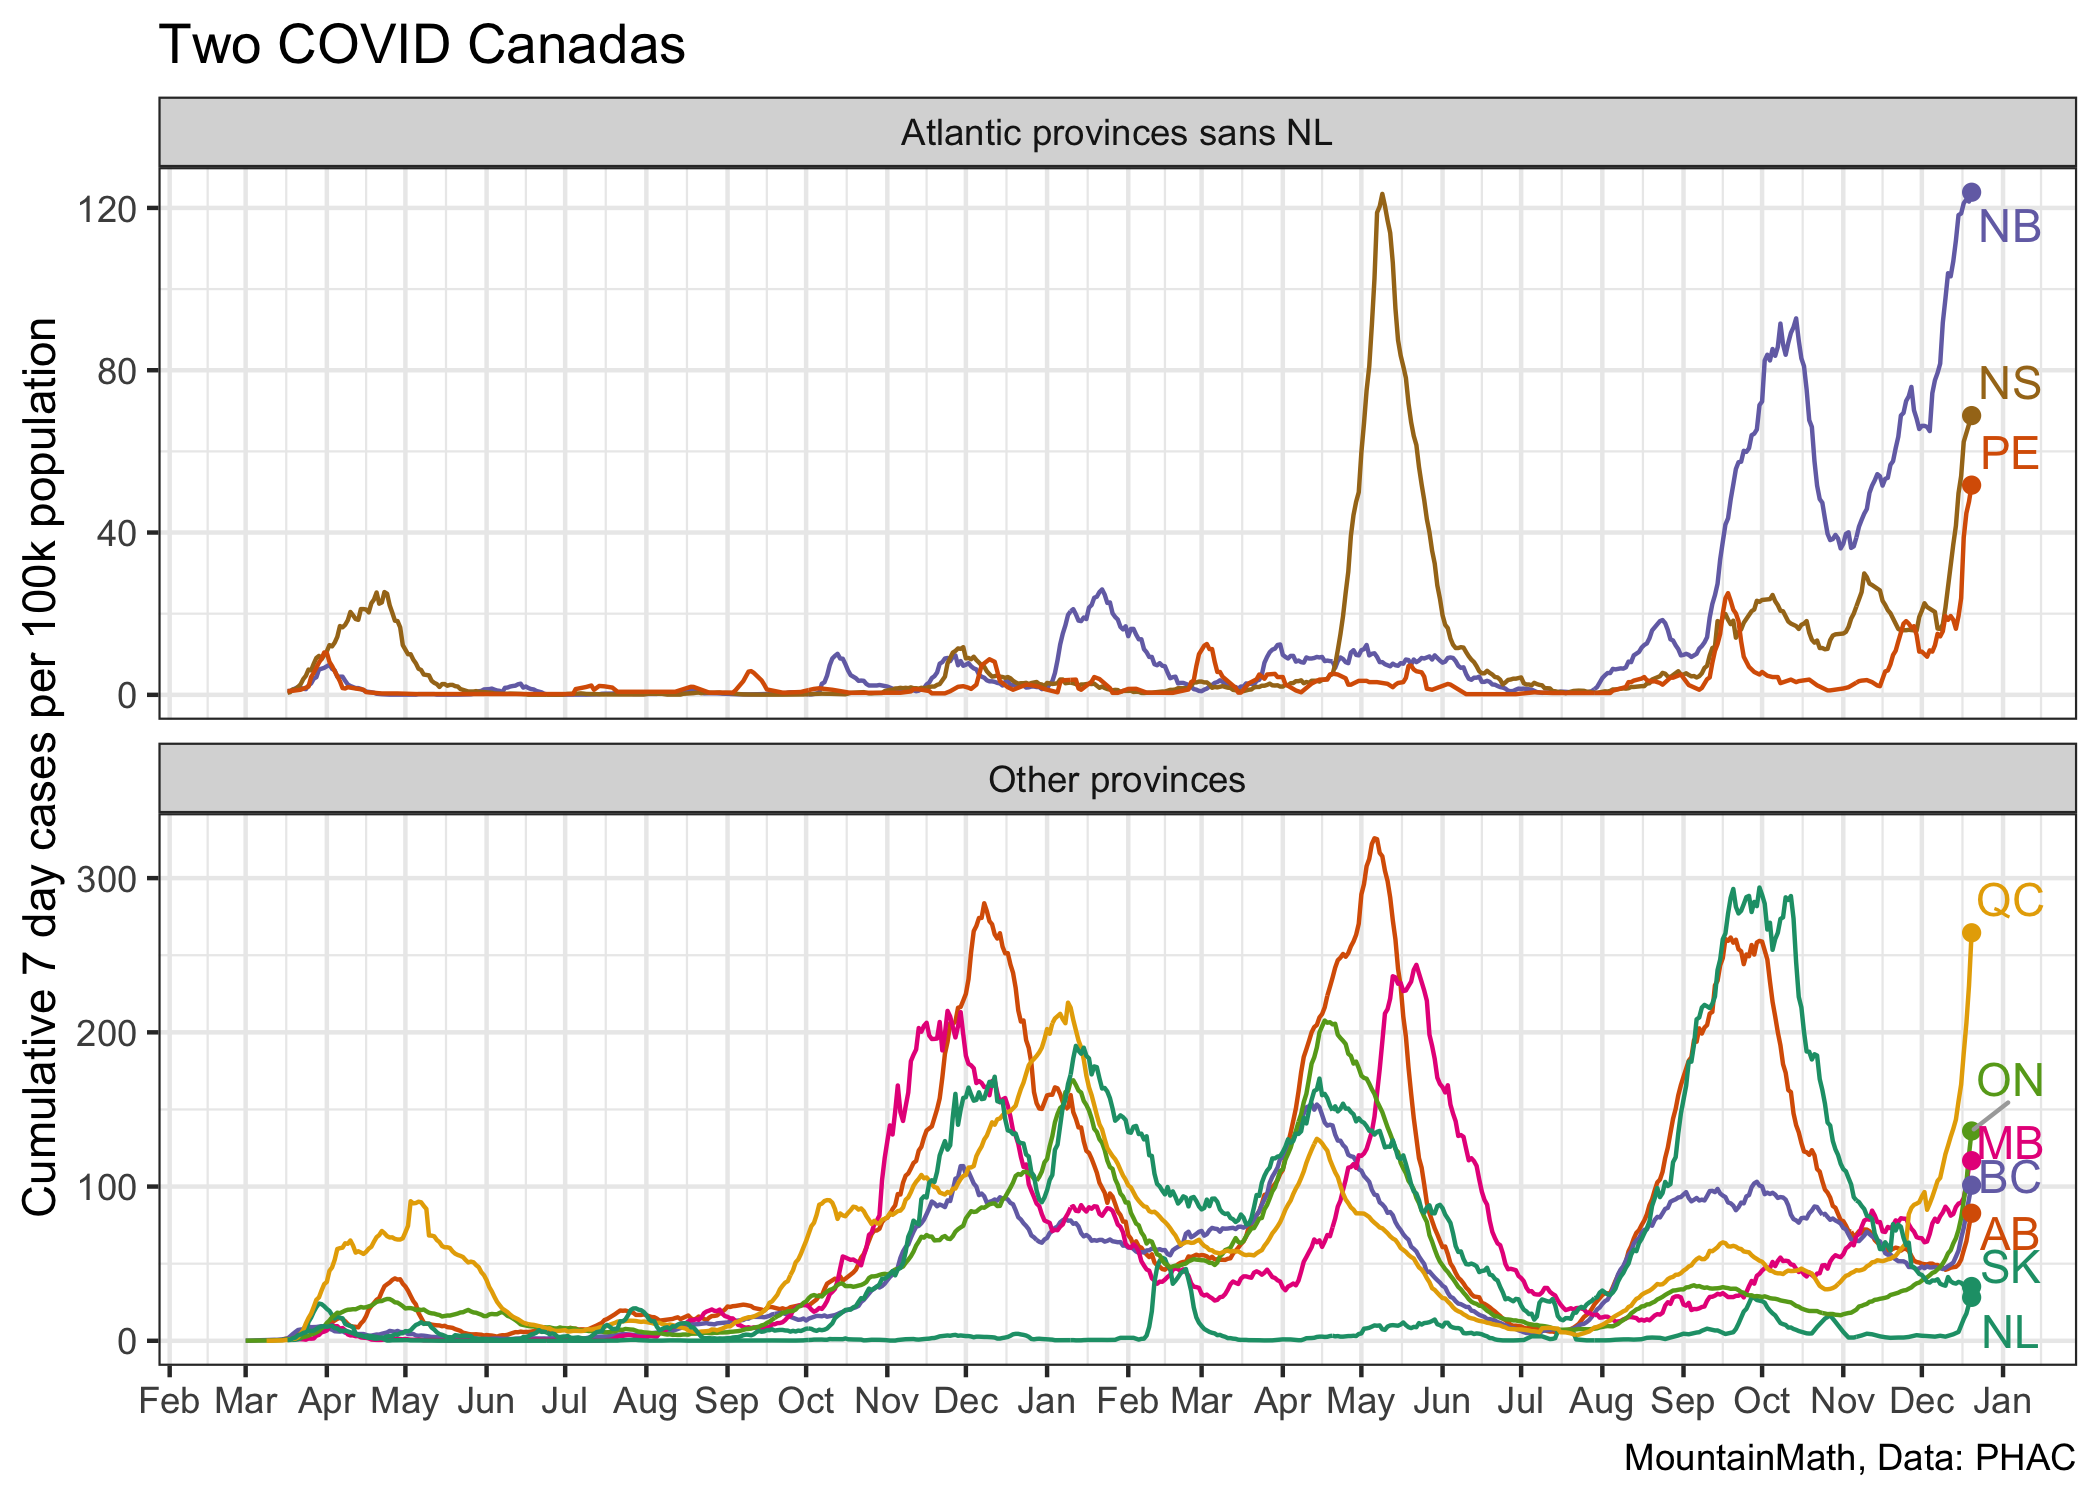 Two COVID Canadas
Atlantic provinces sans NL
Cumulative 7 day cases per 100k population
120
80
40
0
NB
NS
PE
Other provinces
300
200
100
0
QC
ON
MB
BC
AB
SK
NL
Feb Mar Apr May Jun Jul Aug Sep Oct Nov Dec Jan Feb Mar Apr May Jun Jul Aug Sep Oct Nov Dec Jan
MountainMath, Data: PHAC